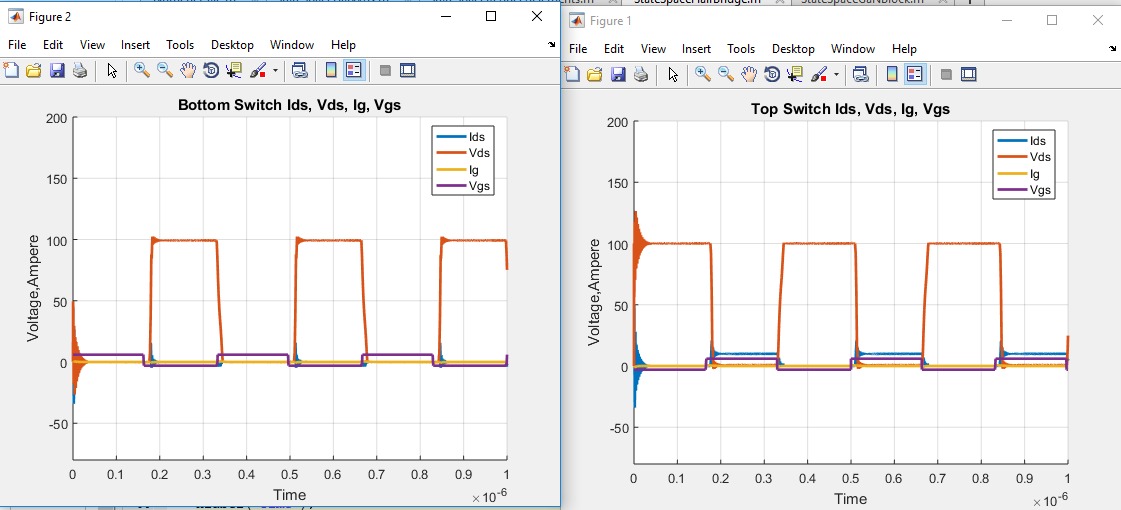 StateSpaceHalfBridge.m
StateSpaceGaNBlock.m
Figure 2
File Edit View Insert Tools Desktop Window Help
Bottom Switch Ids, Vds, Ig, Vgs
200
150
100
50
0
-50
Voltage,Ampere
Ids
Vds
Ig
Vgs
0 0.1 0.2 0.3 0.4 0.5 0.6 0.7 0.8 0.9 1
Time
×10-6
Figure 1
File Edit View Insert Tools Desktop Window Help
Top Switch Ids, Vds, Ig, Vgs
200
150
100
50
0
-50
Voltage,Ampere
Ids
Vds
Ig
Vgs
0 0.1 0.2 0.3 0.4 0.5 0.6 0.7 0.8 0.9 1
Time
×10-6